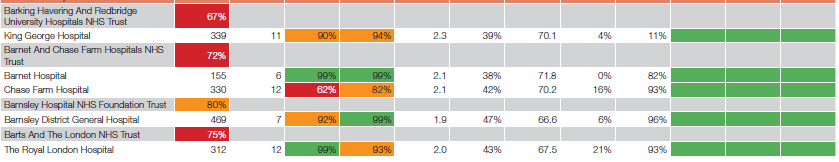 Barking Havering And Redbridge
University Hospitals NHS Trust 67%
King George Hospital 339 11 90% 94% 2.3 39% 70.1 4% 11%
Barnet And Chase Farm Hospitals NHS
Trust 72%
Barnet Hospital 155 6 99% 99% 2.1 38% 71.8 0% 82%
Chase Farm Hospital 330 12 62% 82% 2.1 42% 70.2 16% 93%
Barnsley Hospital NHS Foundation Trust 80%
Barnsley District General Hospital 469 7 92% 99% 1.9 47% 66.6 6% 96%
Barts And The London NHS Trust 75%
The Royal London Hospital 312 12 99% 93% 2.0 43% 67.5 21% 93%